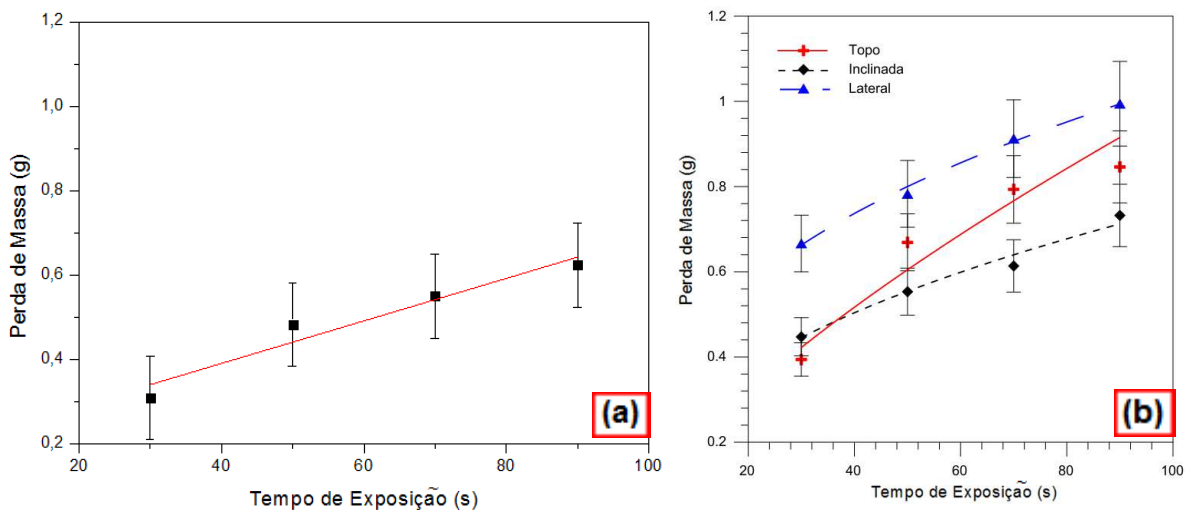 1,2
1,0
0,8
0,6
0,4
0,2
20 40 60 80 100
Perda de Massa (g)
Tempo de Exposição (s)
(a)
1.2
1
0.8
0.6
0.4
0.2
20 40 60 80 100
Perda de Massa (g)
Tempo de Exposição (s)
Topo
Inclinada
Lateral
(b)